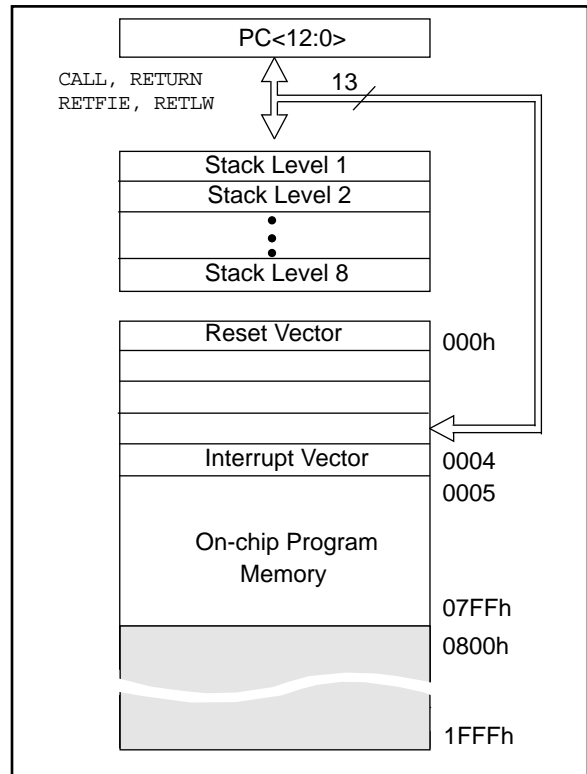 PC<12:0>
CALL, RETURN
RETFIE, RETLW
13
Stack Level 1
Stack Level 2
Stack Level 8
Reset Vector
000h
Interrupt Vector
0004
0005
On-chip Program
Memory
07FFh
0800h
1FFFh